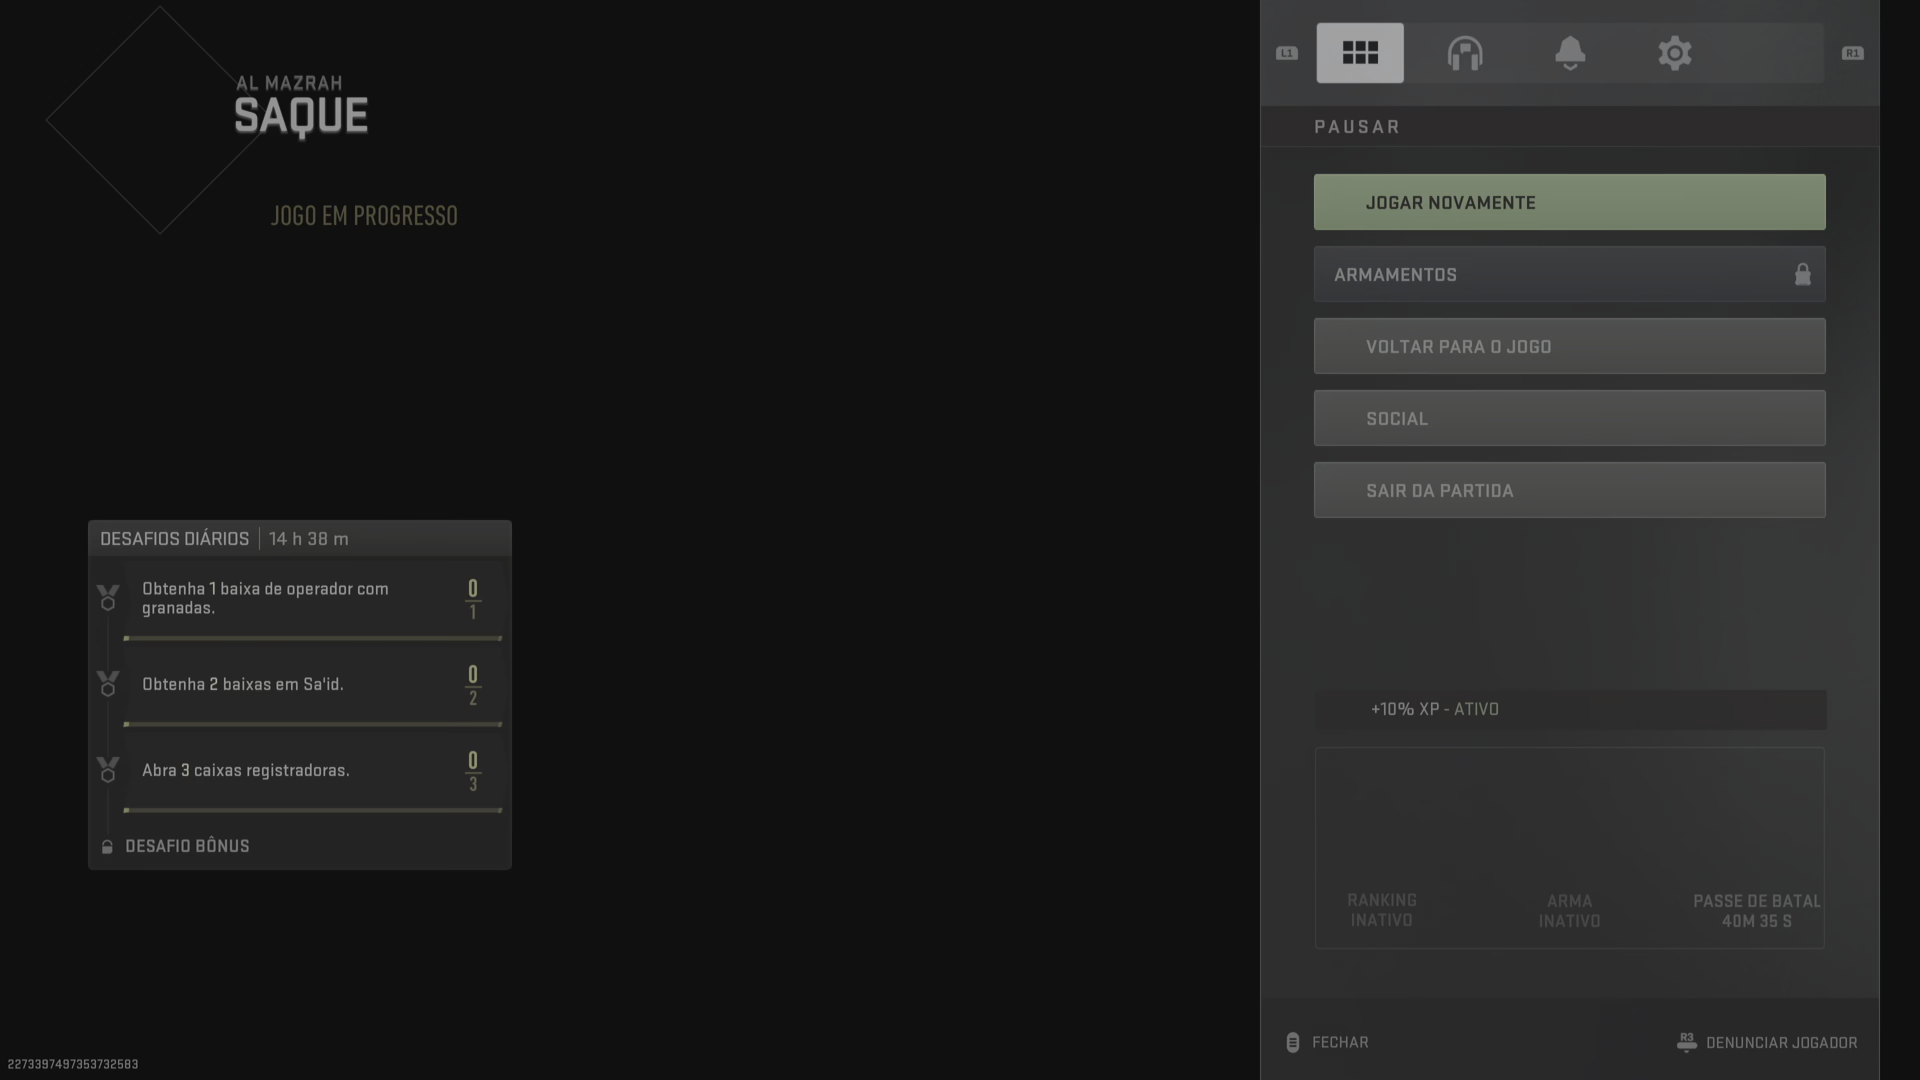 AL MAZRAH
SAQUE
JOGO EM PROGRESSO
DESAFIOS DIÁRIOS 14 h 38 m
Obtenha 1 baixa de operador com
granadas.
0
1
Obtenha 2 baixas em Sa'id.
0
2
Abra 3 caixas registradoras.
0
3
DESAFIO BÔNUS
2273397497353732583
L1
R1
PAUSAR
JOGAR NOVAMENTE
ARMAMENTOS
VOLTAR PARA O JOGO
SOCIAL
SAIR DA PARTIDA
+10% XP - ATIVO
RANKING
INATIVO
ARMA
INATIVO
PASSE DE BATAL
40M 35 S
FECHAR
R3
DENUNCIAR JOGADOR